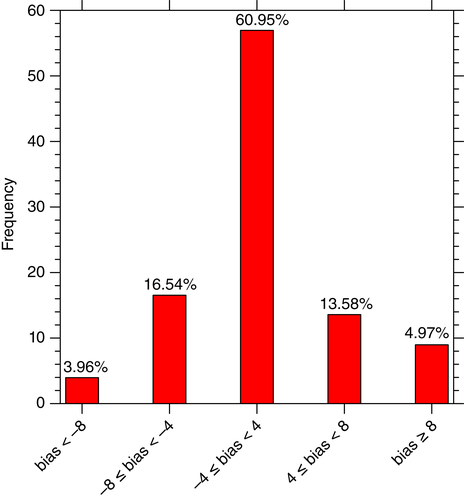 60
60.95%
50
40
Frequency
30
20
16.54%
13.58%
10
4.97%
3.96%
0
bias < −8
−8 ≤ bias < −4
−4 ≤ bias < 4
4 ≤ bias < 8
bias ≥ 8